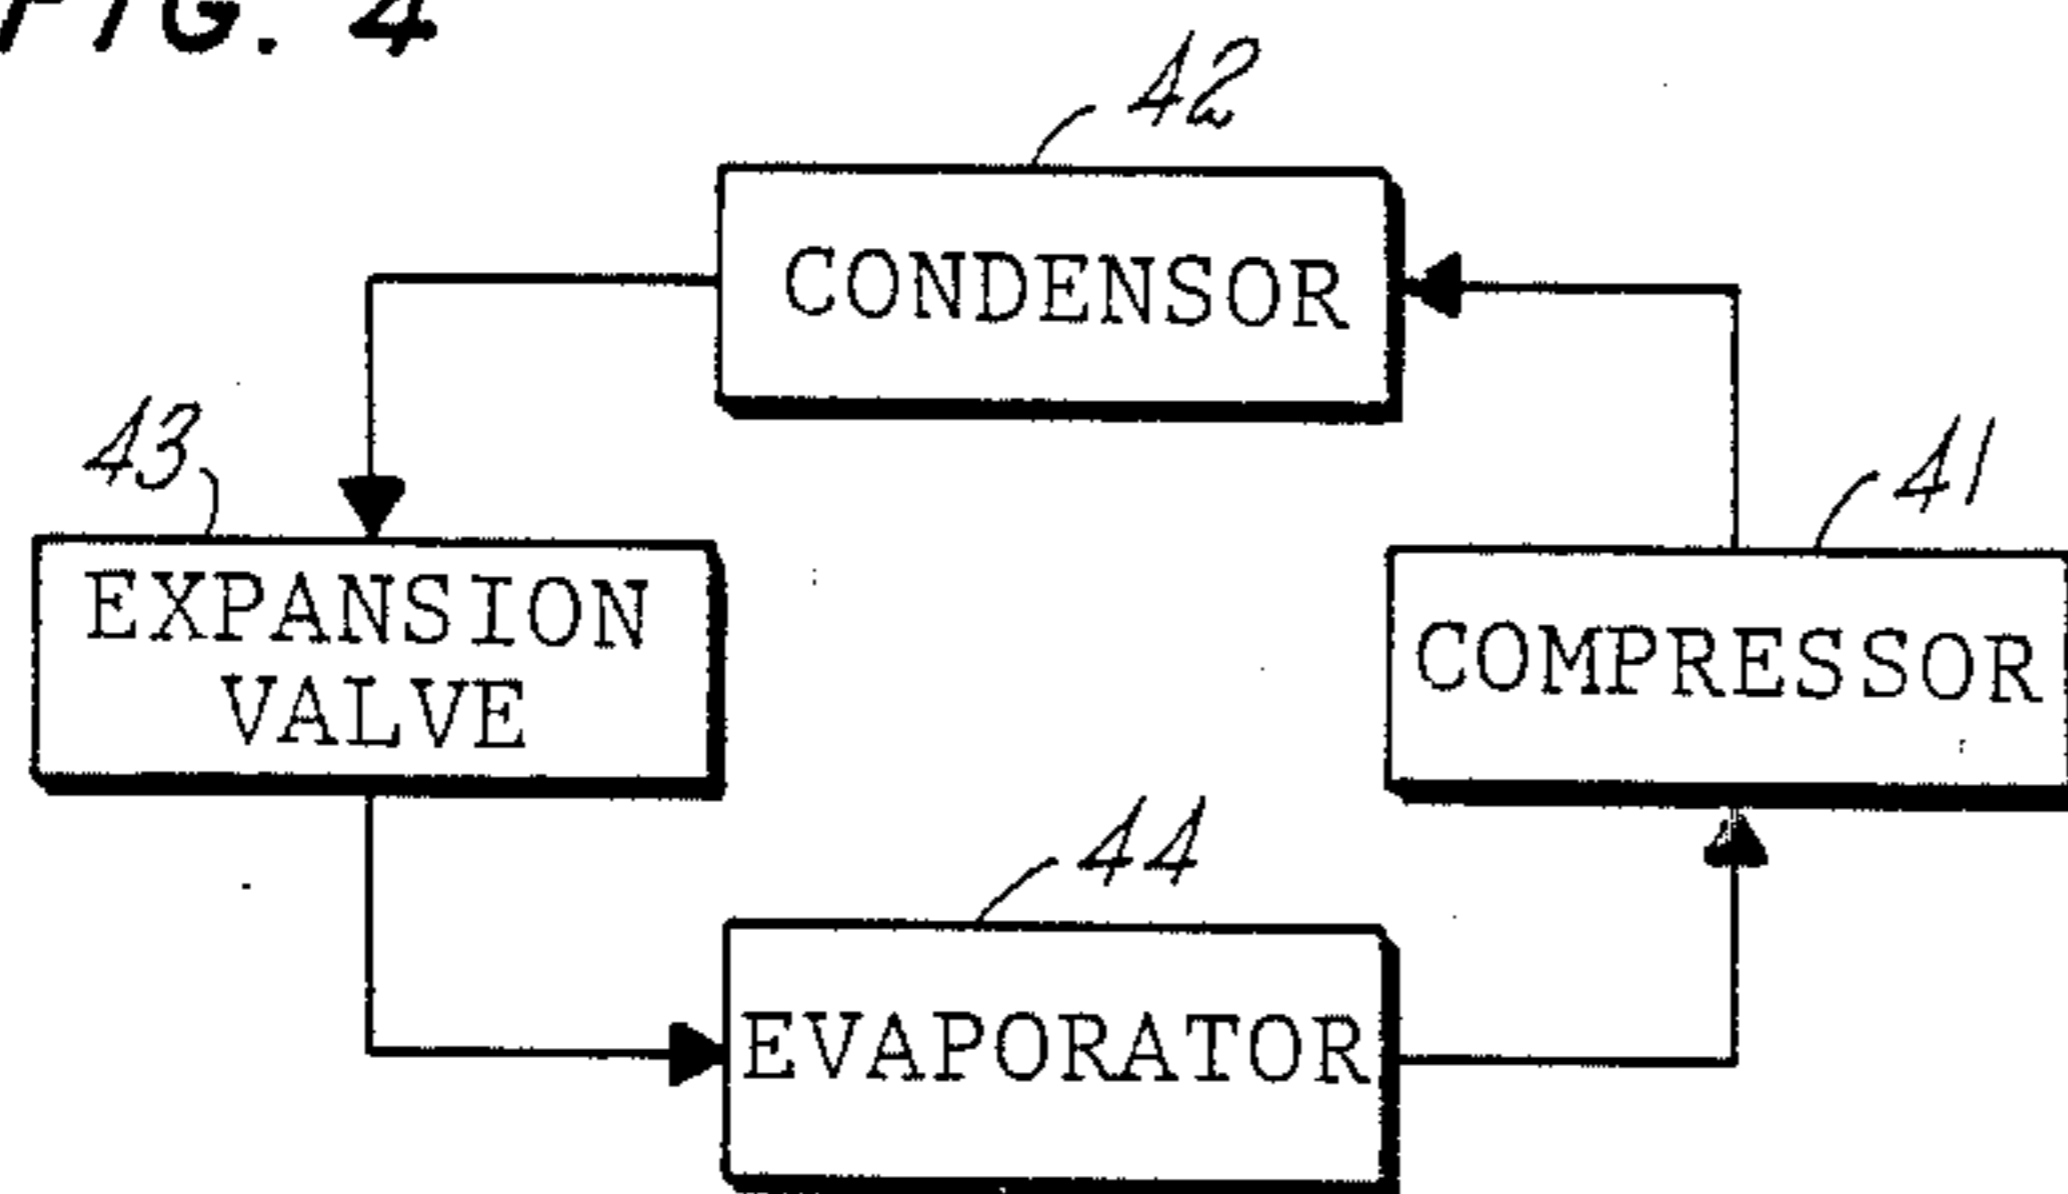 FIG. 4
42
CONDENSOR
43
41
EXPANSION
VALVE
COMPRESSOR
44
EVAPORATOR